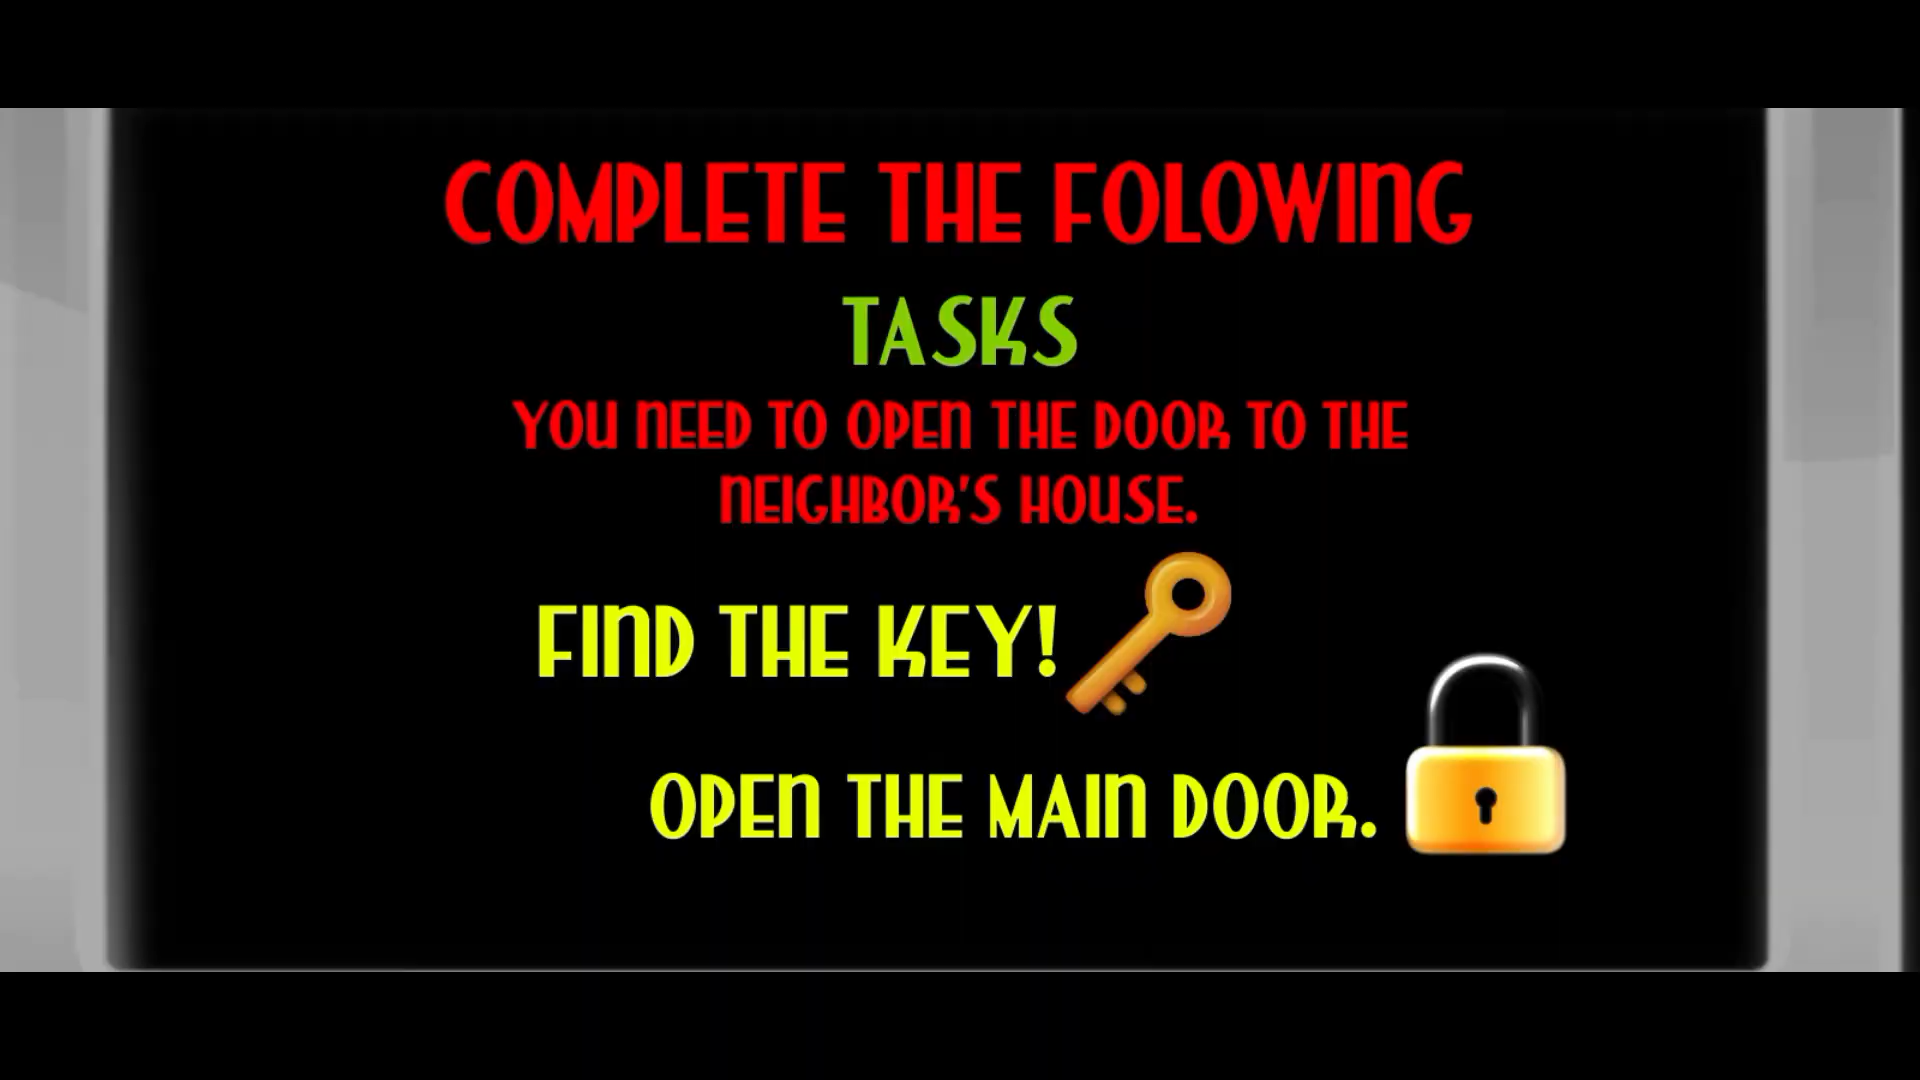 COMPLETE THE FOLOWING
TASKS
YOU NEED TO OPEN THE DOOR TO THE
NEIGHBOR'S HOUSE.
FIND THE KEY!
OPEN THE MAIN DOOR.